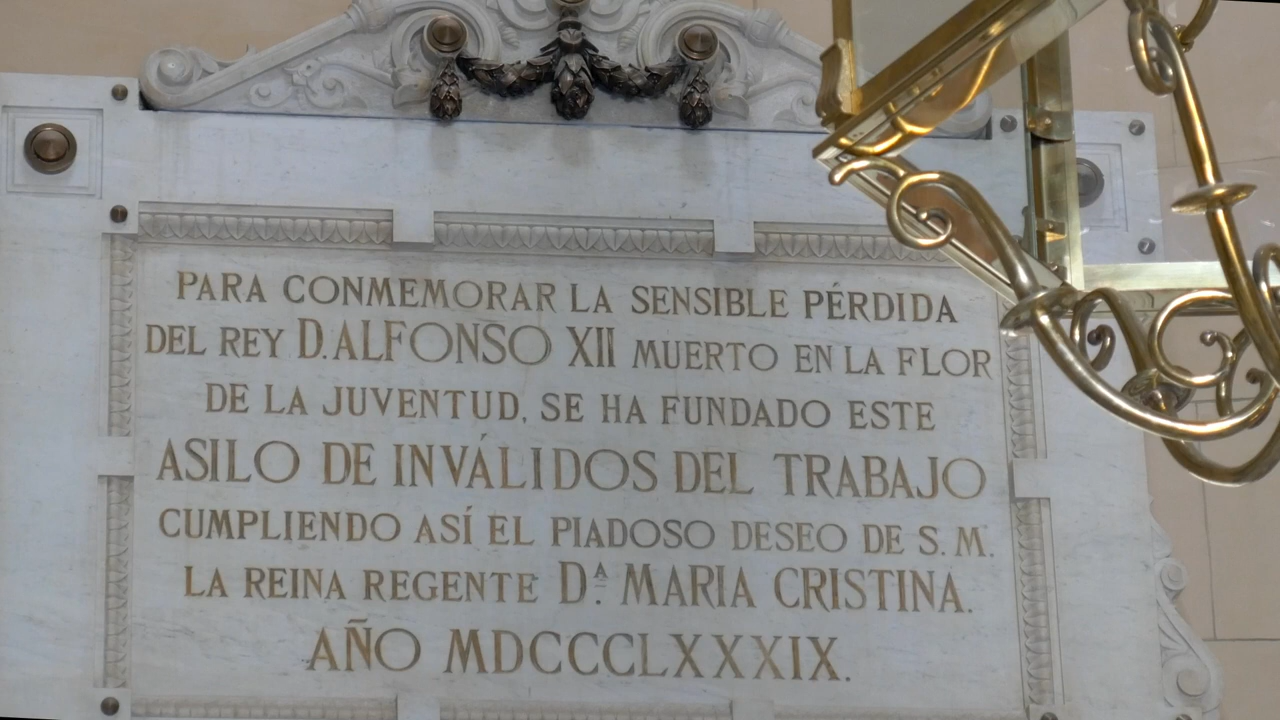 PARA CONMEMORAR LA SENSIBLE PÉRDIDA
DEL REY D. ALFONSO XII MUERTO EN LA FLOR
DE LA JUVENTUD, SE HA FUNDADO ESTE
ASILO DE INVÁLIDOS DEL TRABAJO
CUMPLIENDO ASÍ EL PIADOSO DESEO DE S. M.
LA REINA REGENTE D.ª MARIA CRISTINA.
AÑO MDCCCLXXXIX.